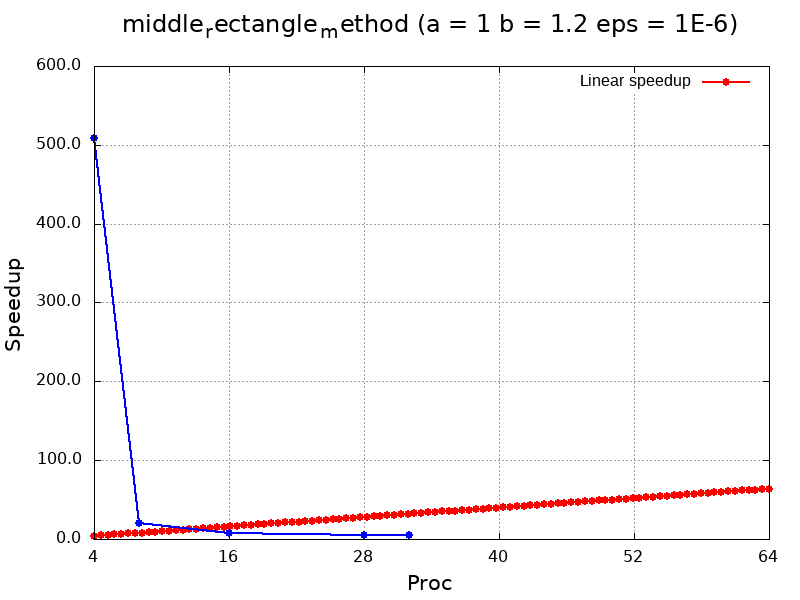 middle_rectangle_method (a = 1 b = 1.2 eps = 1E-6)
600.0
Linear speedup
500.0
400.0
300.0
200.0
100.0
0.0
Speedup
4 16 28 40 52 64
Proc